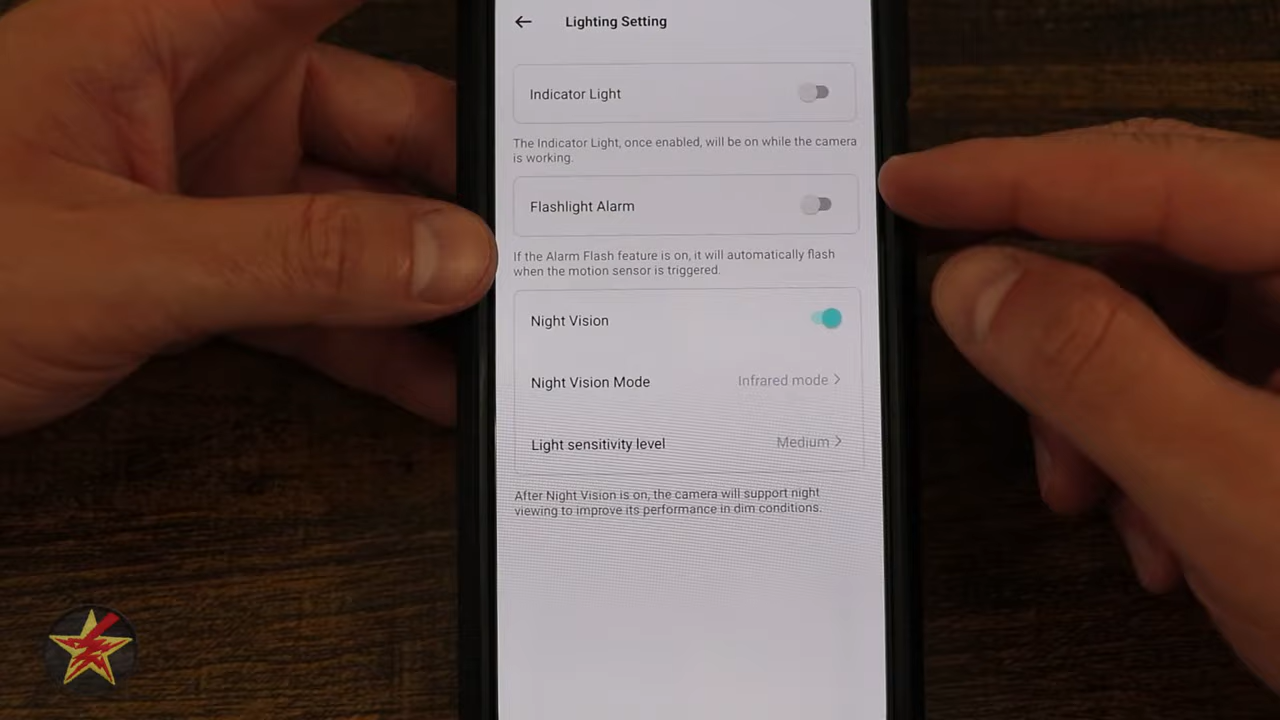 Lighting Setting
Indicator Light
The Indicator Light, once enabled, will be on while the camera
is working.
Flashlight Alarm
If the Alarm Flash feature is on, it will automatically flash
when the motion sensor is triggered.
Night Vision
Night Vision Mode Infrared mode
Light sensitivity level Medium
After Night Vision is on, the camera will support night
viewing to improve its performance in dim conditions.